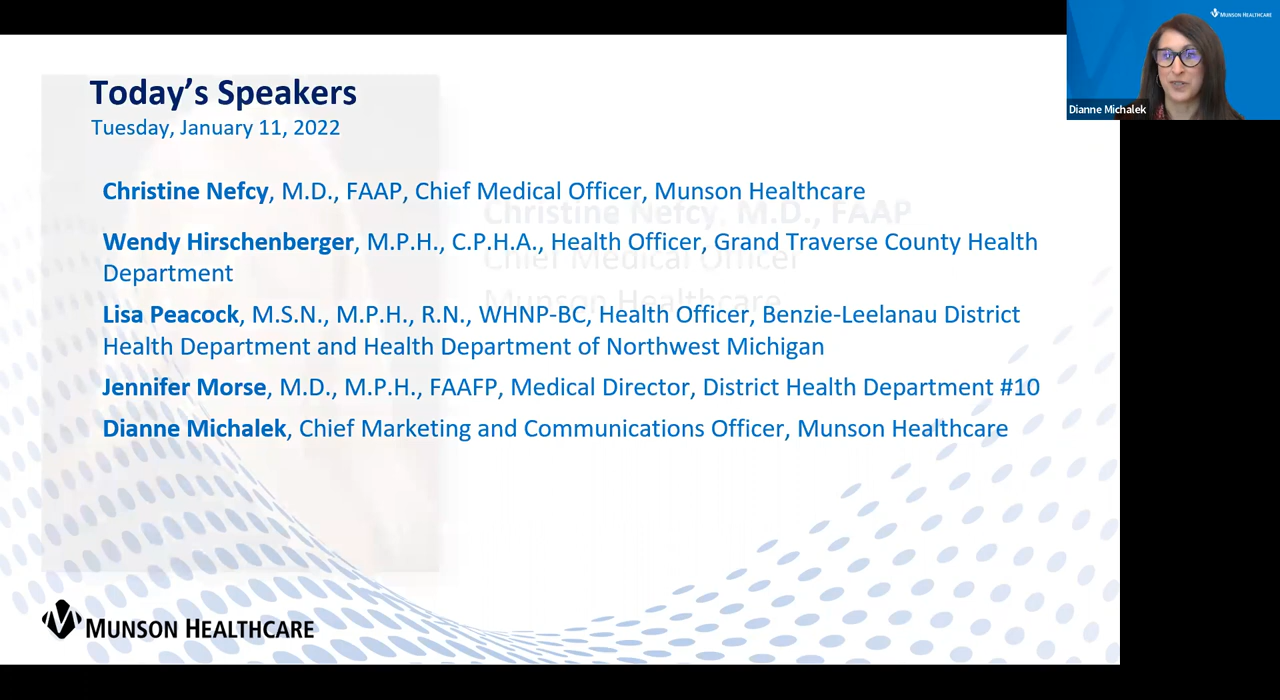 MUNSON HEALTHCARE
Dianne Michalek
Today's Speakers
Tuesday, January 11, 2022
Christine Nefcy, M.D., FAAP, Chief Medical Officer, Munson Healthcare
Christine Nefcy, M.D., FAAP
Wendy Hirschenberger, M.P.H., C.P.H.A., Health Officer, Grand Traverse County Health
Department
Chief Medical Officer
Munson Healthcare
Lisa Peacock, M.S.N., M.P.H., R.N., WHNP-BC, Health Officer, Benzie-Leelanau District
Health Department and Health Department of Northwest Michigan
Jennifer Morse, M.D., M.P.H., FAAFP, Medical Director, District Health Department #10
Dianne Michalek, Chief Marketing and Communications Officer, Munson Healthcare
MUNSON HEALTHCARE